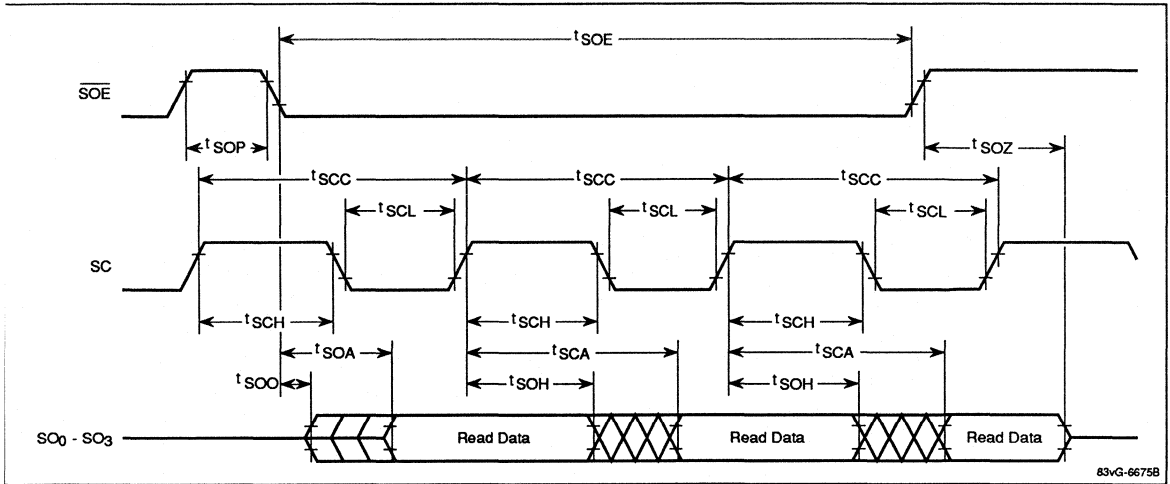 tSOE
SOE
tSOP
tSOZ
tSCC
tSCC
tSCC
tSCL
tSCL
tSCL
SC
tSCH
tSCH
tSCH
tSOA
tSCA
tSCA
tSOO
tSOH
tSOH
SO0 - SO3
Read Data
Read Data
Read Data
83vG-6675B